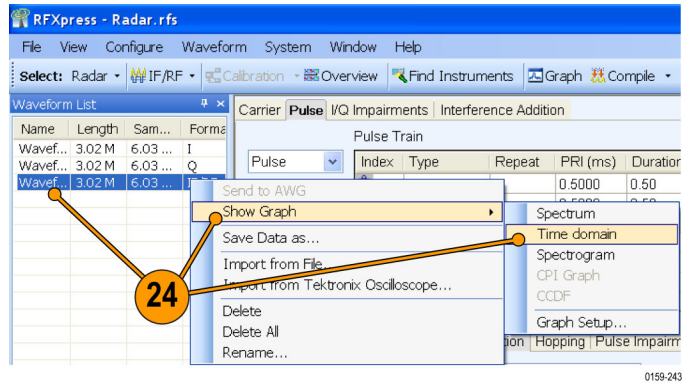 RFXpress - Radar.rfs
File View Configure Waveform System Window Help
Select: Radar IF/RF Calibration Overview Find Instruments Graph Compile
Waveform List
Carrier Pulse I/Q Impairments Interference Addition
Name Length Sam... Forma
Pulse Train
Wavef... 3.02 M 6.03 ... I
Pulse Index Type Repeat PRI (ms) Duration
Wavef... 3.02 M 6.03 ... Q
Wavef... 3.02 M 6.03 ...
0.5000 0.50
Send to AWG
Show Graph
Save Data as...
Import from File...
Import from Tektronix Oscilloscope...
Delete
Delete All
Rename...
Spectrum
Time domain
Spectrogram
CPI Graph
CCDF
Graph Setup...
Hopping Pulse Impairm
24
0159-243